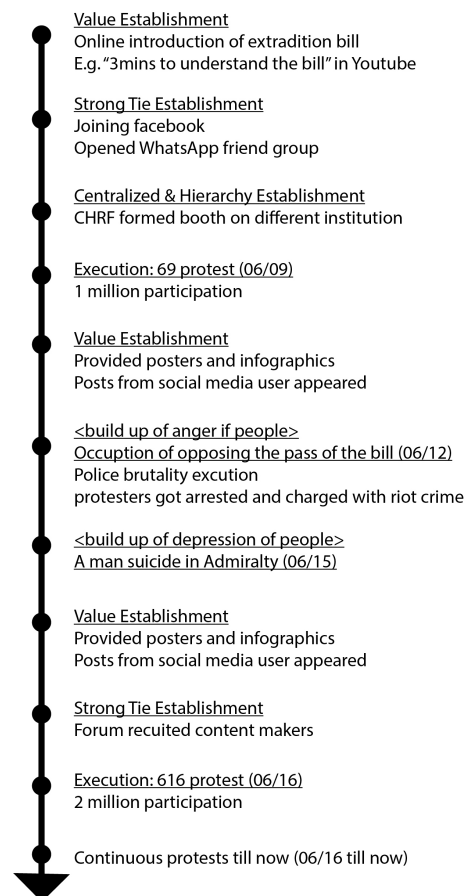 Value Establishment
Online introduction of extradition bill
E.g. “3mins to understand the bill” in Youtube
Strong Tie Establishment
Joining facebook
Opened WhatsApp friend group
Centralized & Hierarchy Establishment
CHRF formed booth on different institution
Execution: 69 protest (06/09)
1 million participation
Value Establishment
Provided posters and infographics
Posts from social media user appeared
<build up of anger if people>
Occuption of opposing the pass of the bill (06/12)
Police brutality excution
protesters got arrested and charged with riot crime
<build up of depression of people>
A man suicide in Admiralty (06/15)
Value Establishment
Provided posters and infographics
Posts from social media user appeared
Strong Tie Establishment
Forum recuited content makers
Execution: 616 protest (06/16)
2 million participation
Continuous protests till now (06/16 till now)